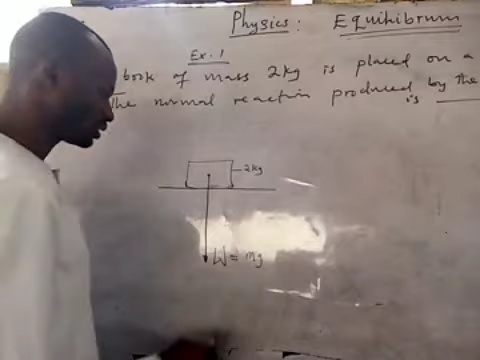 Physics: Equihibrum
Ex. 1
book of mass 2kg is placed on a
the normal reaction produced by the
is
2kg
W = mg